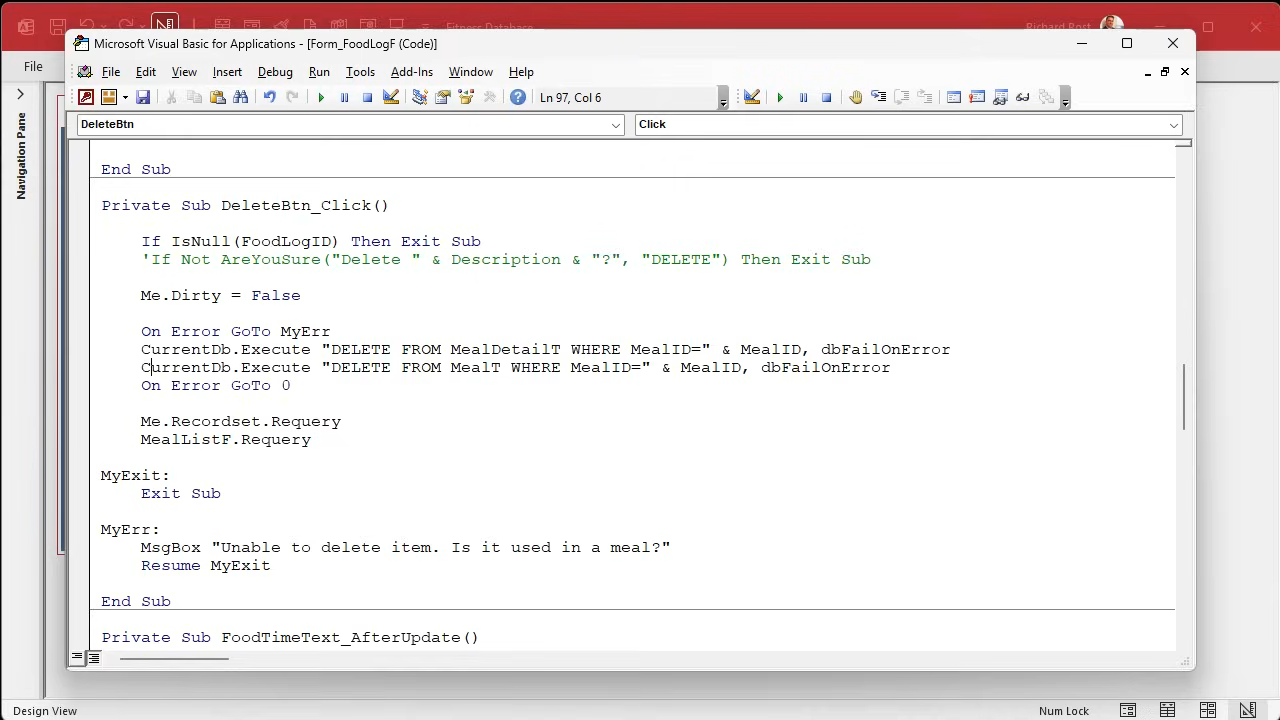 Fitness Database
Richard Rost
Microsoft Visual Basic for Applications - [Form_FoodLogF (Code)]
File
File Edit View Insert Debug Run Tools Add-Ins Window Help
Ln 97, Col 6
DeleteBtn
Click
Navigation Pane
End Sub
Private Sub DeleteBtn_Click()
If IsNull(FoodLogID) Then Exit Sub
'If Not AreYouSure("Delete " & Description & "?", "DELETE") Then Exit Sub
Me.Dirty = False
On Error GoTo MyErr
CurrentDb.Execute "DELETE FROM MealDetailT WHERE MealID=" & MealID, dbFailOnError
CurrentDb.Execute "DELETE FROM MealT WHERE MealID=" & MealID, dbFailOnError
On Error GoTo 0
Me.Recordset.Requery
MealListF.Requery
MyExit:
Exit Sub
MyErr:
MsgBox "Unable to delete item. Is it used in a meal?"
Resume MyExit
End Sub
Private Sub FoodTimeText_AfterUpdate()
Design View
Num Lock